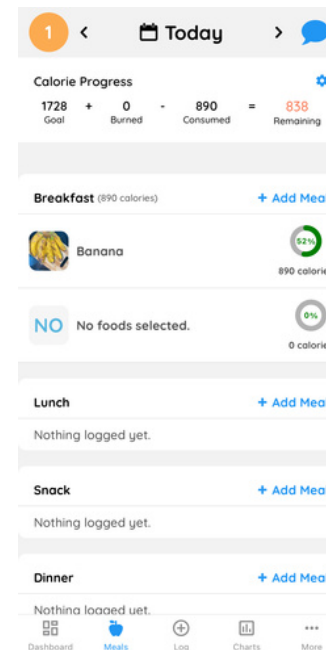 1 < Today >
Calorie Progress
1728 + 0 - 890 = 838
Goal Burned Consumed Remaining
Breakfast (890 calories) + Add Mea
Banana
52%
890 calorie
NO No foods selected.
0%
0 calorie
Lunch + Add Mea
Nothing logged yet.
Snack + Add Mea
Nothing logged yet.
Dinner + Add Mea
Nothing logged yet.
Dashboard Meals Log Charts More